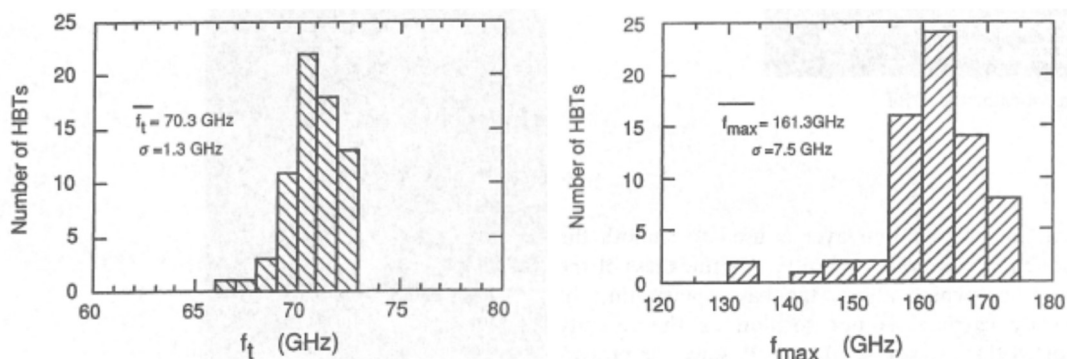 25
20
15
10
5
0
Number of HBTs
f_t = 70.3 GHz
σ =1.3 GHz
60 65 70 75 80
f_t (GHz)
25
20
15
10
5
0
Number of HBTs
f_max = 161.3GHz
σ =7.5 GHz
120 130 140 150 160 170 180
f_max (GHz)